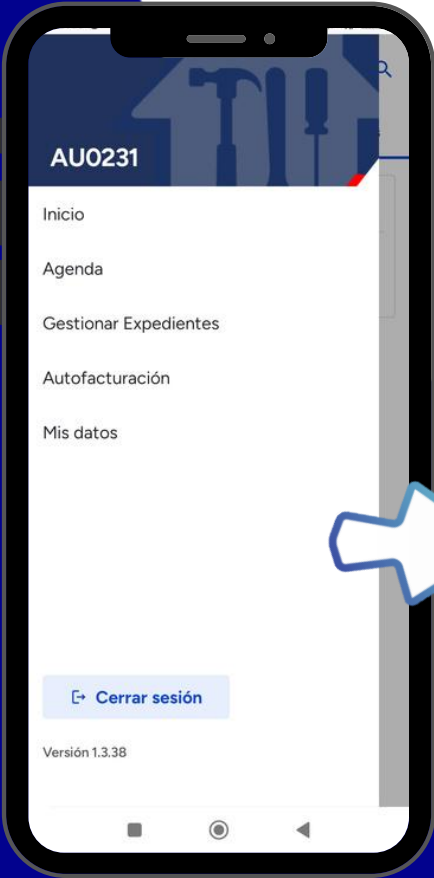 AU0231
Inicio
Agenda
Gestionar Expedientes
Autofacturación
Mis datos
Cerrar sesión
Versión 1.3.38